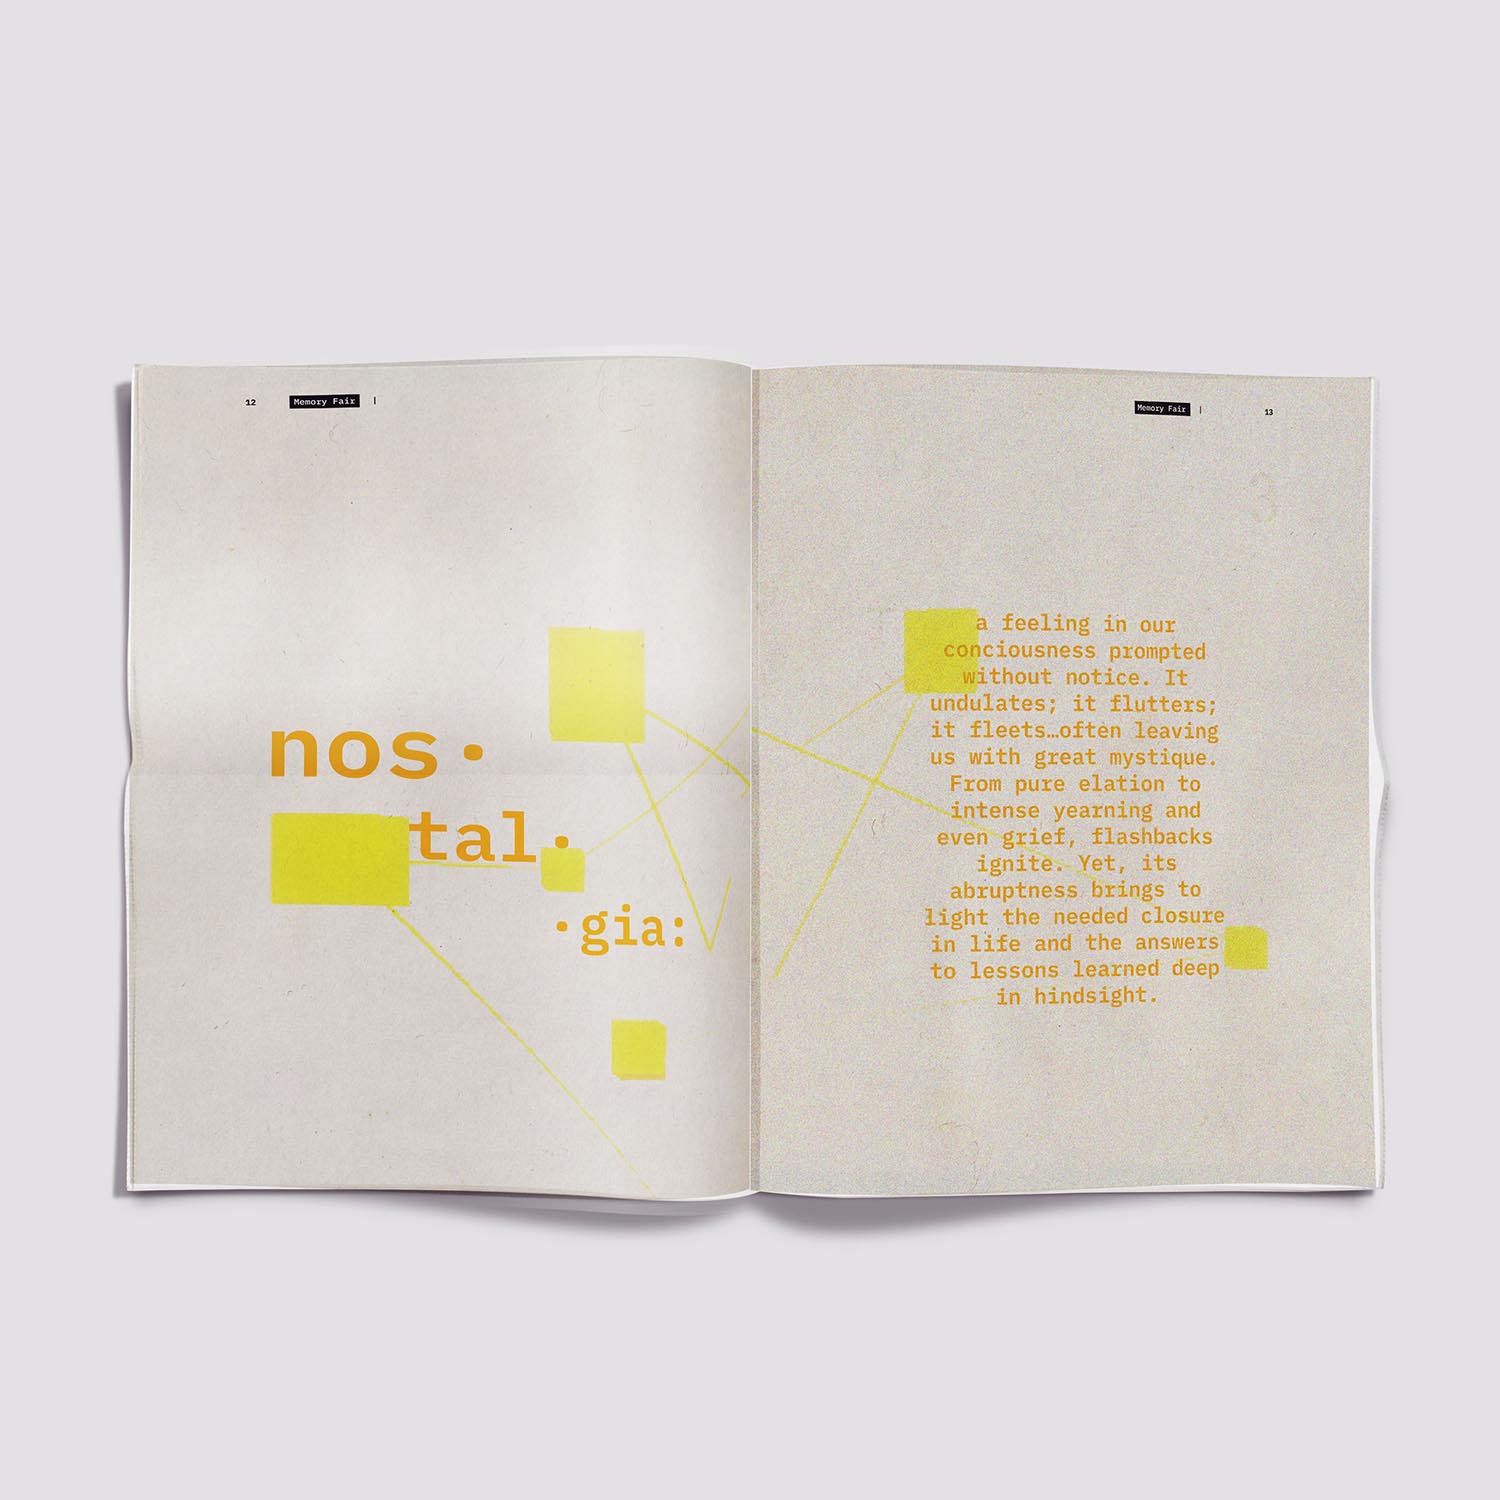 12 Memory Fair |
nos·
tal·
·gia:
Memory Fair | 13
3
a feeling in our
conciousness prompted
without notice. It
undulates; it flutters;
it fleets…often leaving
us with great mystique.
From pure elation to
intense yearning and
even grief, flashbacks
ignite. Yet, its
abruptness brings to
light the needed closure
in life and the answers
to lessons learned deep
in hindsight.